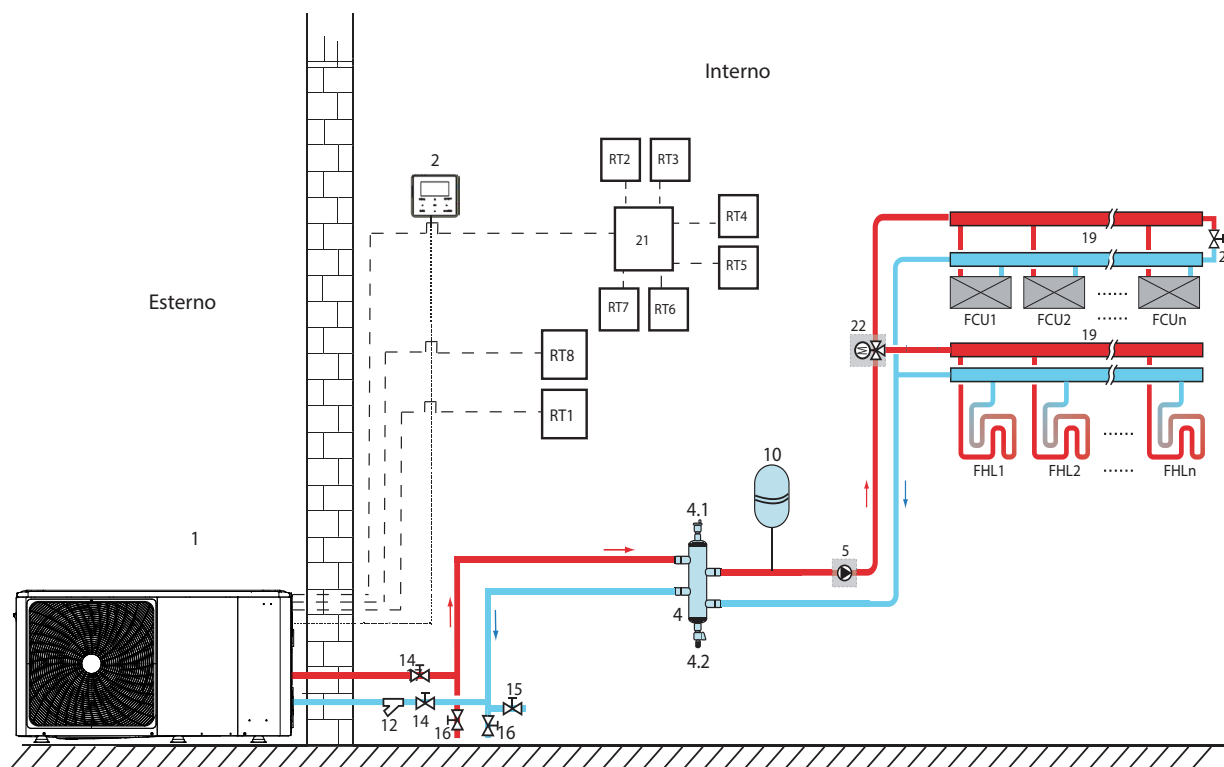 Interno
2
RT2
RT3
RT4
21
RT5
RT7
RT6
Esterno
RT8
RT1
19
FCU1
FCU2
......
......
FCUn
22
M
19
FHL1
FHL2
......
......
FHLn
10
4.1
5
4
4.2
1
14
12
14
15
16
16